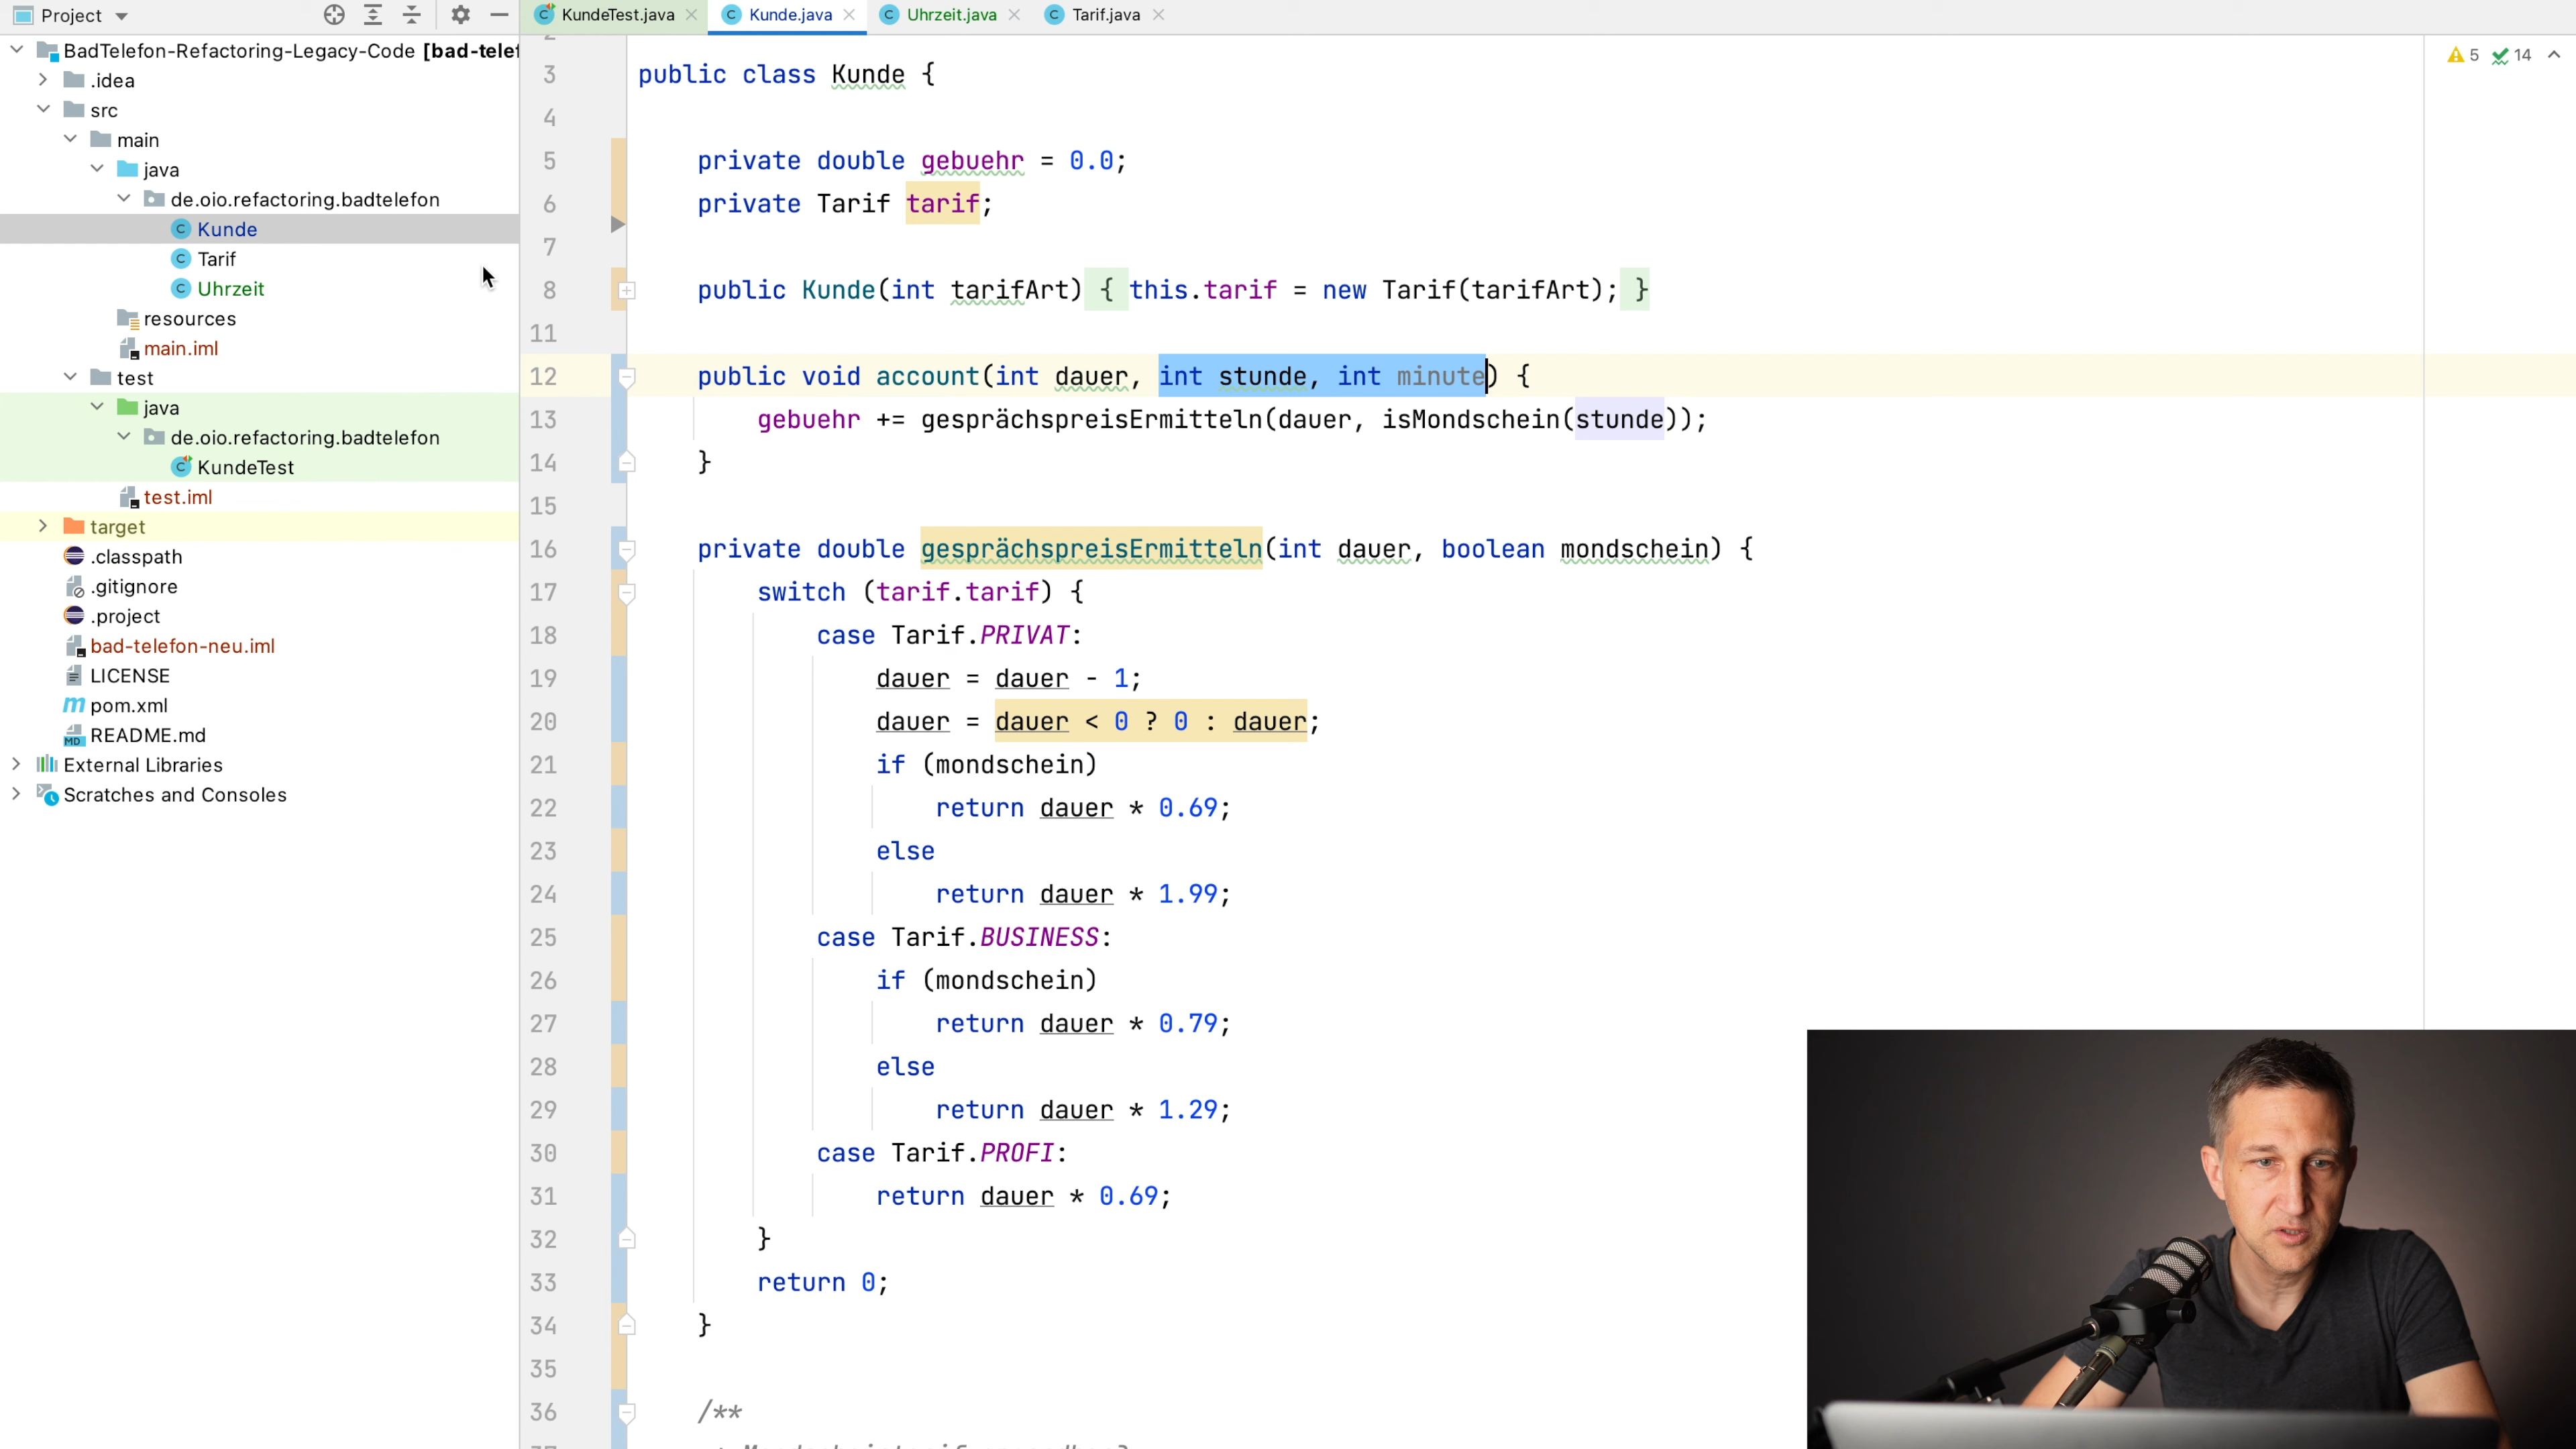 Project
KundeTest.java
Kunde.java
Uhrzeit.java
Tarif.java
BadTelefon-Refactoring-Legacy-Code [bad-telef
.idea
src
main
java
de.oio.refactoring.badtelefon
Kunde
Tarif
Uhrzeit
resources
main.iml
test
java
de.oio.refactoring.badtelefon
KundeTest
test.iml
target
.classpath
.gitignore
.project
bad-telefon-neu.iml
LICENSE
pom.xml
README.md
External Libraries
Scratches and Consoles
5 14
3 public class Kunde {
4
5 private double gebuehr = 0.0;
6 private Tarif tarif;
7
8 public Kunde(int tarifArt) { this.tarif = new Tarif(tarifArt); }
11
12 public void account(int dauer, int stunde, int minute) {
13 gebuehr += gesprächspreisErmitteln(dauer, isMondschein(stunde));
14 }
15
16 private double gesprächspreisErmitteln(int dauer, boolean mondschein) {
17 switch (tarif.tarif) {
18 case Tarif.PRIVAT:
19 dauer = dauer - 1;
20 dauer = dauer < 0 ? 0 : dauer;
21 if (mondschein)
22 return dauer * 0.69;
23 else
24 return dauer * 1.99;
25 case Tarif.BUSINESS:
26 if (mondschein)
27 return dauer * 0.79;
28 else
29 return dauer * 1.29;
30 case Tarif.PROFI:
31 return dauer * 0.69;
32 }
33 return 0;
34 }
35
36 /**